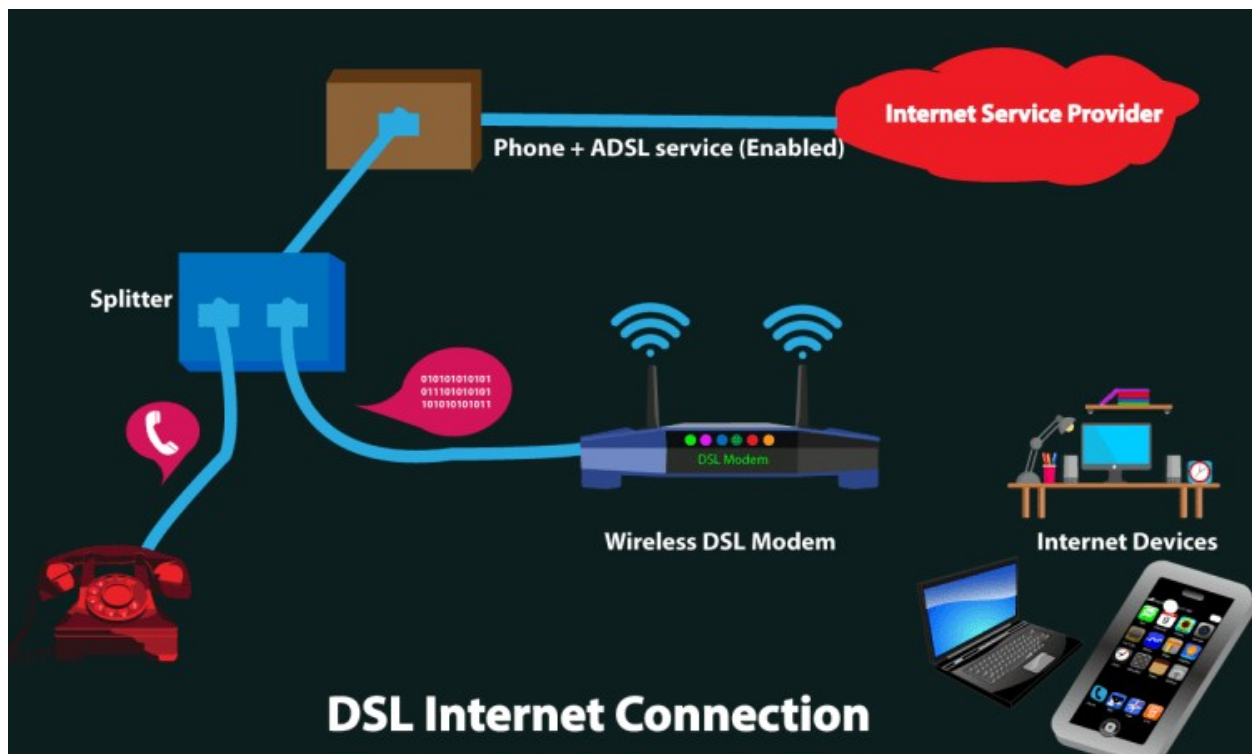 Internet Service Provider
Phone + ADSL service (Enabled)
Splitter
010101010101
011101010101
101010101011
DSL Modem
Wireless DSL Modem
Internet Devices
DSL Internet Connection